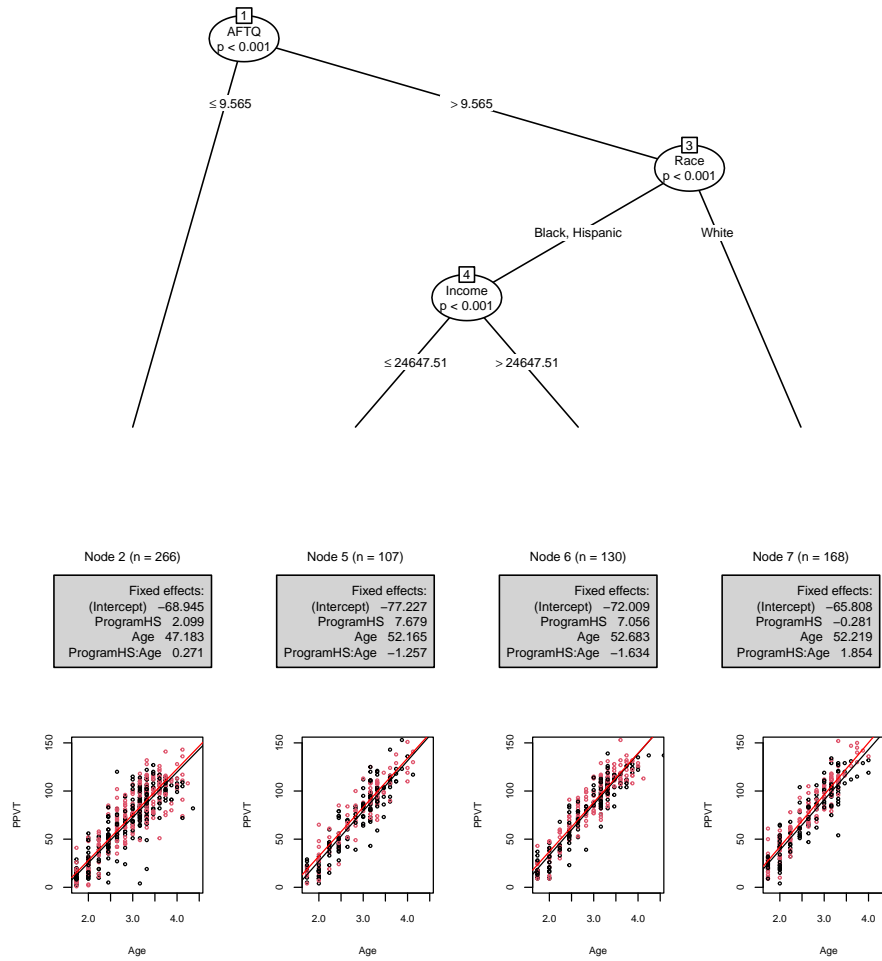 1
AFTQ
p < 0.001
≤ 9.565
> 9.565
3
Race
p < 0.001
Black, Hispanic
White
4
Income
p < 0.001
≤ 24647.51
> 24647.51
Node 2 (n = 266)
Fixed effects:
(Intercept) −68.945
ProgramHS 2.099
Age 47.183
ProgramHS:Age 0.271
Node 5 (n = 107)
Fixed effects:
(Intercept) −77.227
ProgramHS 7.679
Age 52.165
ProgramHS:Age −1.257
Node 6 (n = 130)
Fixed effects:
(Intercept) −72.009
ProgramHS 7.056
Age 52.683
ProgramHS:Age −1.634
Node 7 (n = 168)
Fixed effects:
(Intercept) −65.808
ProgramHS −0.281
Age 52.219
ProgramHS:Age 1.854
150
100
50
0
PPVT
2.0 3.0 4.0
Age
150
100
50
0
PPVT
2.0 3.0 4.0
Age
150
100
50
0
PPVT
2.0 3.0 4.0
Age
150
100
50
0
PPVT
2.0 3.0 4.0
Age